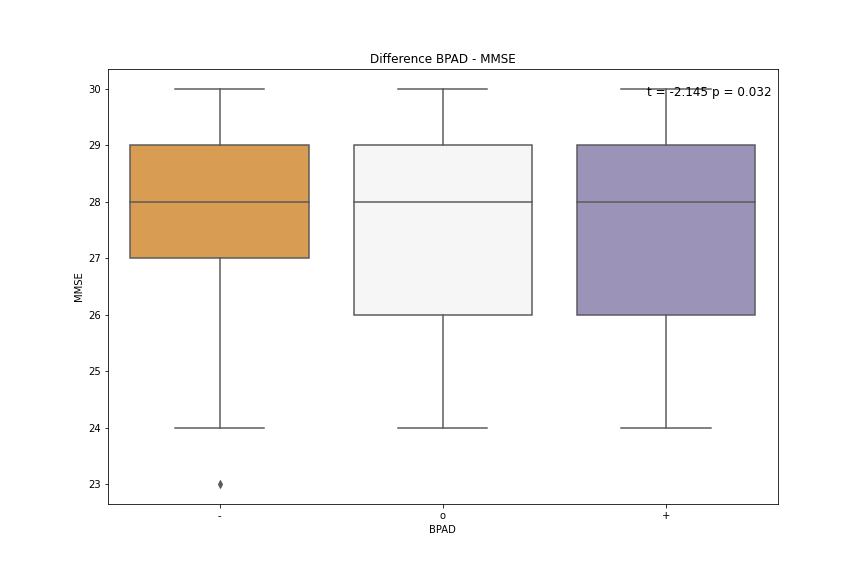 Difference BPAD - MMSE
t = -2.145 p = 0.032
30
29
28
27
26
25
24
23
MMSE
- o +
BPAD